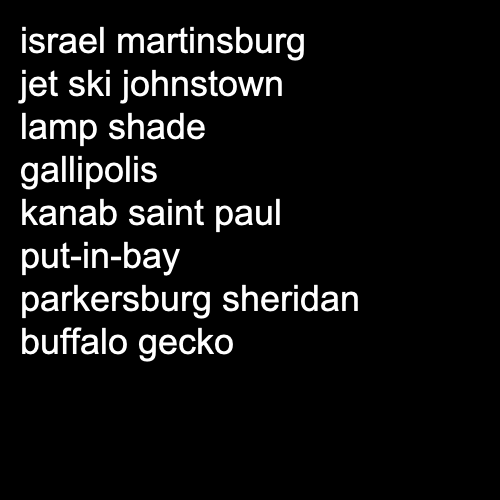 israel martinsburg
jet ski johnstown
lamp shade
gallipolis
kanab saint paul
put-in-bay
parkersburg sheridan
buffalo gecko